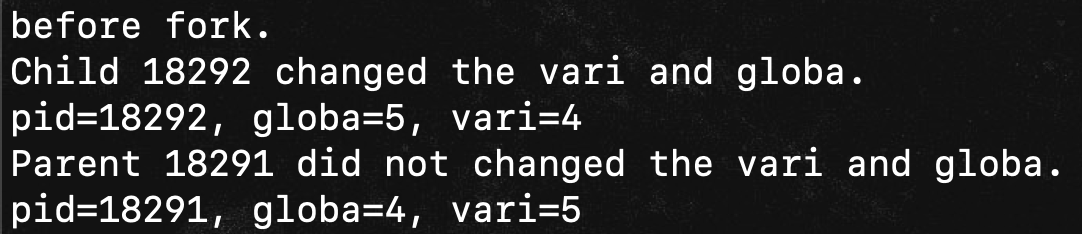 before fork.
Child 18292 changed the vari and globa.
pid=18292, globa=5, vari=4
Parent 18291 did not changed the vari and globa.
pid=18291, globa=4, vari=5